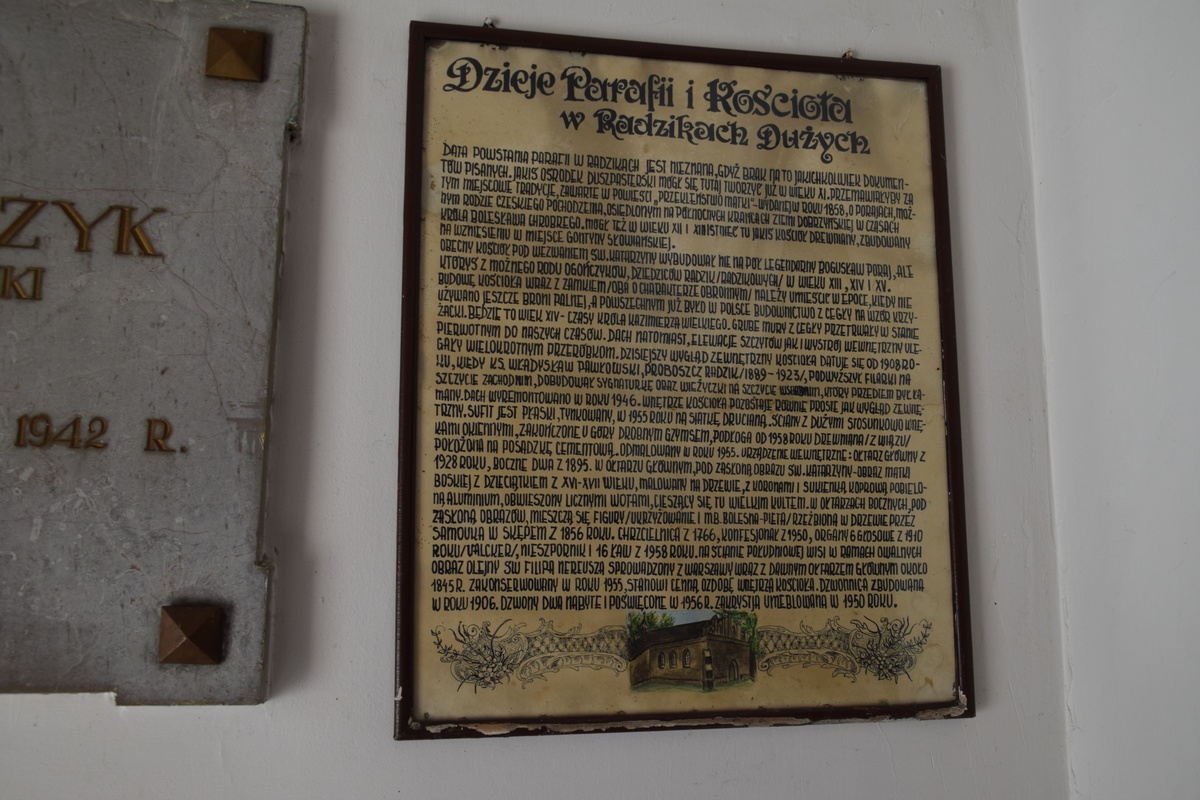 ZYK
KI
1942 R.
Dzieje Parafii i Kościoła
w Radzikach Dużych
DATA POWSTANIA PARAFII W RADZIKACH JEST NIEZNANA, GDYŻ BRAK NA TO JAKICHKOLWIEK DOKUMEN-
TÓW PISANYCH. JAKIŚ OŚRODEK DUSZPASTERSKI MÓGŁ SIĘ TUTAJ TWORZYĆ JUŻ W WIEKU XI. PRZEMAWIAŁYBY ZA
TYM MIEJSCOWE TRADYCJE, ZAWARTE W POWIEŚCI „PRZEKLEŃSTWO MATKI"-WYDANEJ W ROKU 1858, O PORAJACH, MOŻ-
NYM RODZIE CZESKIEGO POCHODZENIA, OSIEDLONYM NA PÓŁNOCNYCH KRAŃCACH ZIEMI DOBRZYŃSKIEJ W CZASACH
KRÓLA BOLESŁAWA CHROBREGO. MÓGŁ TEŻ W WIEKU XII I XIII ISTNIEĆ TU JAKIŚ KOŚCIÓŁ DREWNIANY, ZBUDOWANY
NA WZNIESIENIU W MIEJSCE GONTYNY SŁOWIAŃSKIEJ.
OBECNY KOŚCIÓŁ POD WEZWANIEM ŚW. KATARZYNY WYBUDOWAŁ NIE NA PÓŁ LEGENDARNY BOGUSŁAW PORAJ, ALE
KTÓRYŚ Z MOŻNEGO RODU OGOŃCZYKÓW, DZIEDZICÓW RADZIK/RADZIKOWYCH/ W WIEKU XIII, XIV I XV.
BUDOWĘ KOŚCIOŁA WRAZ Z ZAMKIEM/OBA O CHARAKTERZE OBRONNYM/ NALEŻY UMIEŚCIĆ W EPOCE, KIEDY NIE
UŻYWANO JESZCZE BRONI PALNEJ, A POWSZECHNYM JUŻ BYŁO W POLSCE BUDOWNICTWO Z CEGŁY NA WZÓR KRZY-
ŻACKI. BĘDZIE TO WIEK XIV - CZASY KRÓLA KAZIMIERZA WIELKIEGO. GRUBE MURY Z CEGŁY PRZETRWAŁY W STANIE
PIERWOTNYM DO NASZYCH CZASÓW. DACH NATOMIAST, ELEWACJE SZCZYTÓW JAK I WYSTRÓJ WEWNĘTRZNY ULE-
GAŁY WIELOKROTNYM PRZERÓBKOM. DZISIEJSZY WYGLĄD ZEWNĘTRZNY KOŚCIOŁA DATUJE SIĘ OD 1908 RO-
KU, KIEDY KS. WŁADYSŁAW PAWŁOWSKI, PROBOSZCZ RADZIK/1889-1923/, PODWYŻSZYŁ FILARKI NA
SZCZYCIE ZACHODNIM, DOBUDOWAŁ SYGNATURKĘ ORAZ WIEŻYCZKI NA SZCZYCIE KTÓRY PRZEDTEM BYŁ ŁA-
MANY. DACH WYREMONTOWANO W ROKU 1946. WNĘTRZE KOŚCIOŁA POZOSTAJE RÓWNIE PROSTE JAK WYGLĄD ZEWNĘ-
TRZNY. SUFIT JEST PŁASKI, TYNKOWANY, W 1955 ROKU NA SIATKĘ DRUCIANĄ. ŚCIANY Z DUŻYMI STOSUNKOWO WNĘ-
KAMI OKIENNYMI, ZAKOŃCZONE U GÓRY DROBNYM GZYMSEM, PODŁOGA OD 1958 ROKU DREWNIANA/Z WIĄZU/
POŁOŻONA NA POSADZKĘ CEMENTOWĄ. ODMALOWANY W ROKU 1955. URZĄDZENIE WEWNĘTRZNE: OŁTARZ GŁÓWNY Z
1928 ROKU, BOCZNE DWA Z 1895. W OŁTARZU GŁÓWNYM, POD ZASŁONĄ OBRAZU ŚW. KATARZYNY-OBRAZ MATKI
BOSKIEJ Z DZIECIĄTKIEM Z XVI-XVII WIEKU, MALOWANY NA DRZEWIE, Z KORONAMI I SUKIENKĄ KOPROWĄ POBIELO-
NĄ ALUMINIUM, OBWIESZONY LICZNYMI WOTAMI, CIESZĄCY SIĘ TU WIELKIM KULTEM. W OŁTARZACH BOCZNYCH, POD
ZASŁONĄ OBRAZÓW, MIESZCZĄ SIĘ FIGURY/UKRZYŻOWANIE I M.B. BOLESNA-PIETA/RZEŹBIONA W DRZEWIE PRZEZ
SAMOUKA W SKĘPEM Z 1856 ROKU. CHRZCIELNICA Z 1766, KONFESJONAŁ Z 1950, ORGANY 6 GŁOSOWE Z 1910
ROKU/VALCKER/, NIESZPORNIK I 16 ŁAW Z 1958 ROKU. NA ŚCIANIE POŁUDNIOWEJ WISI W RAMACH OWALNYCH
OBRAZ OLEJNY ŚW FILIPA NEREUSZA SPROWADZONY Z WARSZAWY WRAZ Z DAWNYM OŁTARZEM GŁÓWNYM OKOŁO
1845 R. ZAKONSERWOWANY W ROKU 1955, STANOWI CENNĄ OZDOBĘ WNĘTRZA KOŚCIOŁA. DZWONNICA ZBUDOWANA
W ROKU 1906. DZWONY DWA NABYTE I POŚWIĘCONE W 1956 R. ZAKRYSTJA UMEBLOWANA W 1950 ROKU.